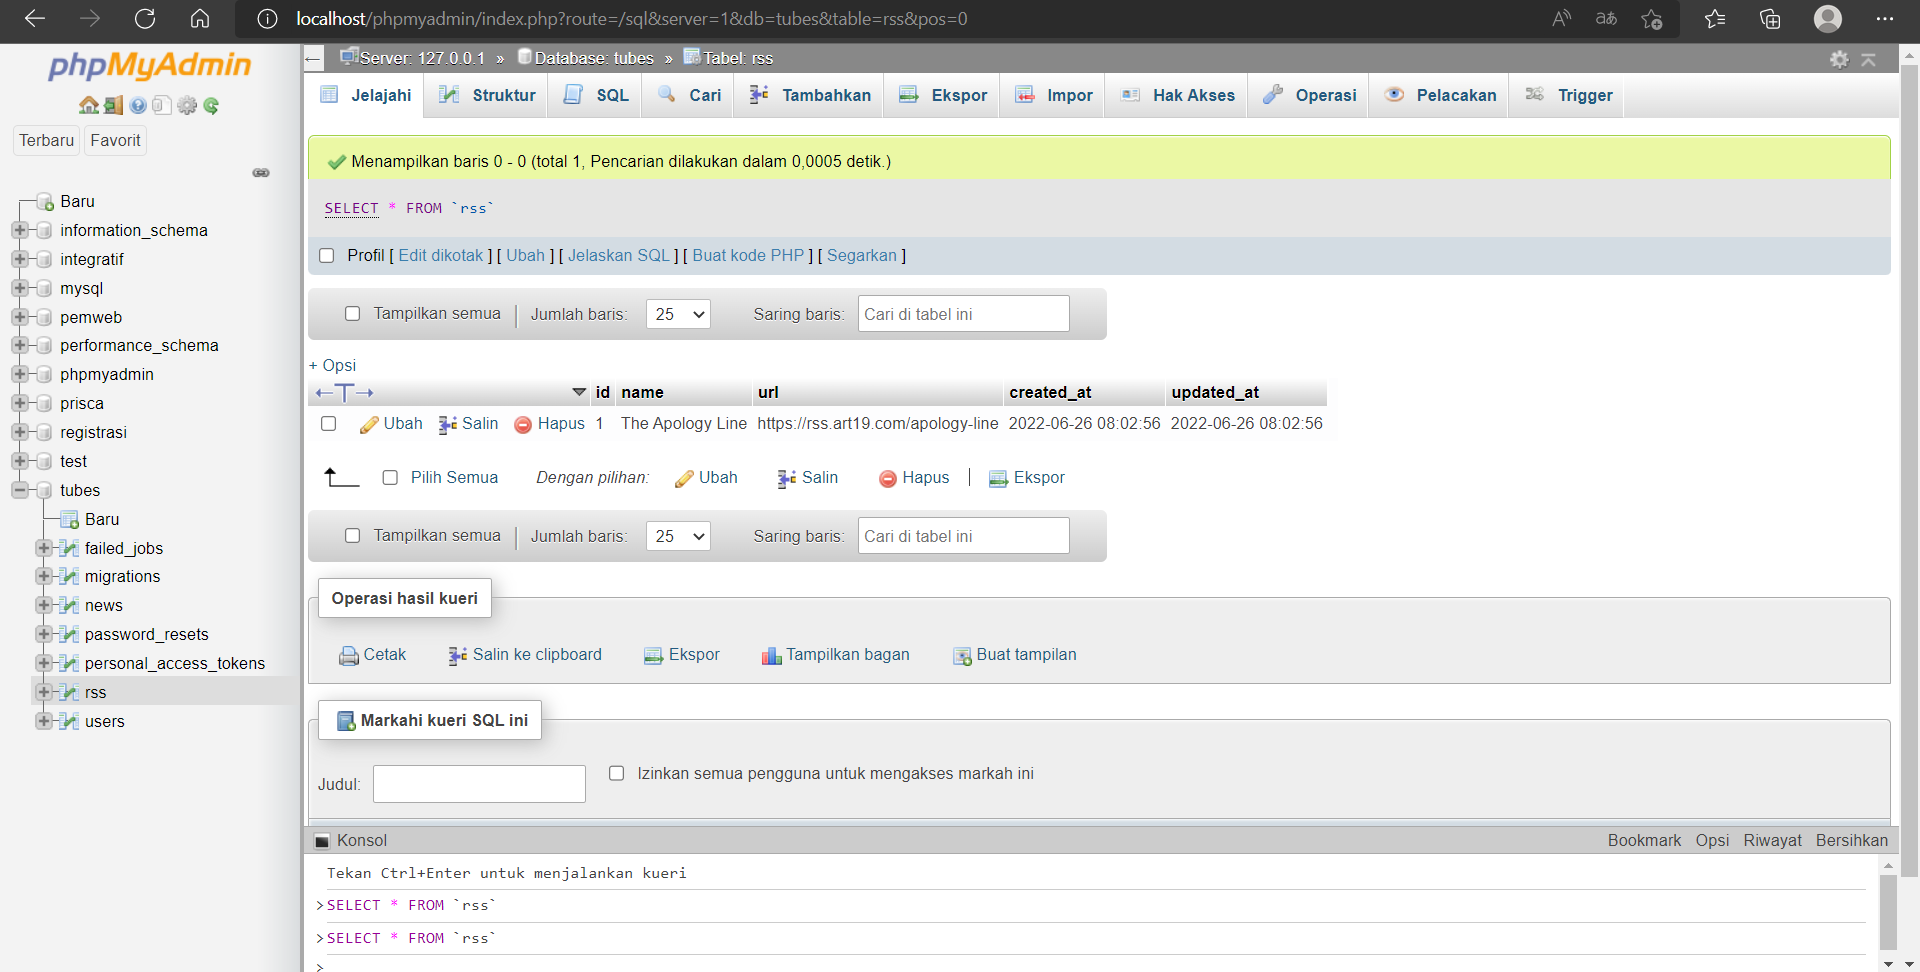 localhost/phpmyadmin/index.php?route=/sql&server=1&db=tubes&table=rss&pos=0
phpMyAdmin
Terbaru Favorit
Baru
information_schema
integratif
mysql
pemweb
performance_schema
phpmyadmin
prisca
registrasi
test
tubes
Baru
failed_jobs
migrations
news
password_resets
personal_access_tokens
rss
users
Server: 127.0.0.1 » Database: tubes » Tabel: rss
Jelajahi Struktur SQL Cari Tambahkan Ekspor Impor Hak Akses Operasi Pelacakan Trigger
Menampilkan baris 0 - 0 (total 1, Pencarian dilakukan dalam 0,0005 detik.)
SELECT * FROM `rss`
Profil [ Edit dikotak ] [ Ubah ] [ Jelaskan SQL ] [ Buat kode PHP ] [ Segarkan ]
Tampilkan semua | Jumlah baris: 25 Saring baris: Cari di tabel ini
+ Opsi
←T→ id name url created_at updated_at
Ubah Salin Hapus 1 The Apology Line https://rss.art19.com/apology-line 2022-06-26 08:02:56 2022-06-26 08:02:56
Pilih Semua Dengan pilihan: Ubah Salin Hapus | Ekspor
Tampilkan semua | Jumlah baris: 25 Saring baris: Cari di tabel ini
Operasi hasil kueri
Cetak Salin ke clipboard Ekspor Tampilkan bagan Buat tampilan
Markahi kueri SQL ini
Judul: Izinkan semua pengguna untuk mengakses markah ini
Konsol Bookmark Opsi Riwayat Bersihkan
Tekan Ctrl+Enter untuk menjalankan kueri
>SELECT * FROM `rss`
>SELECT * FROM `rss`
>